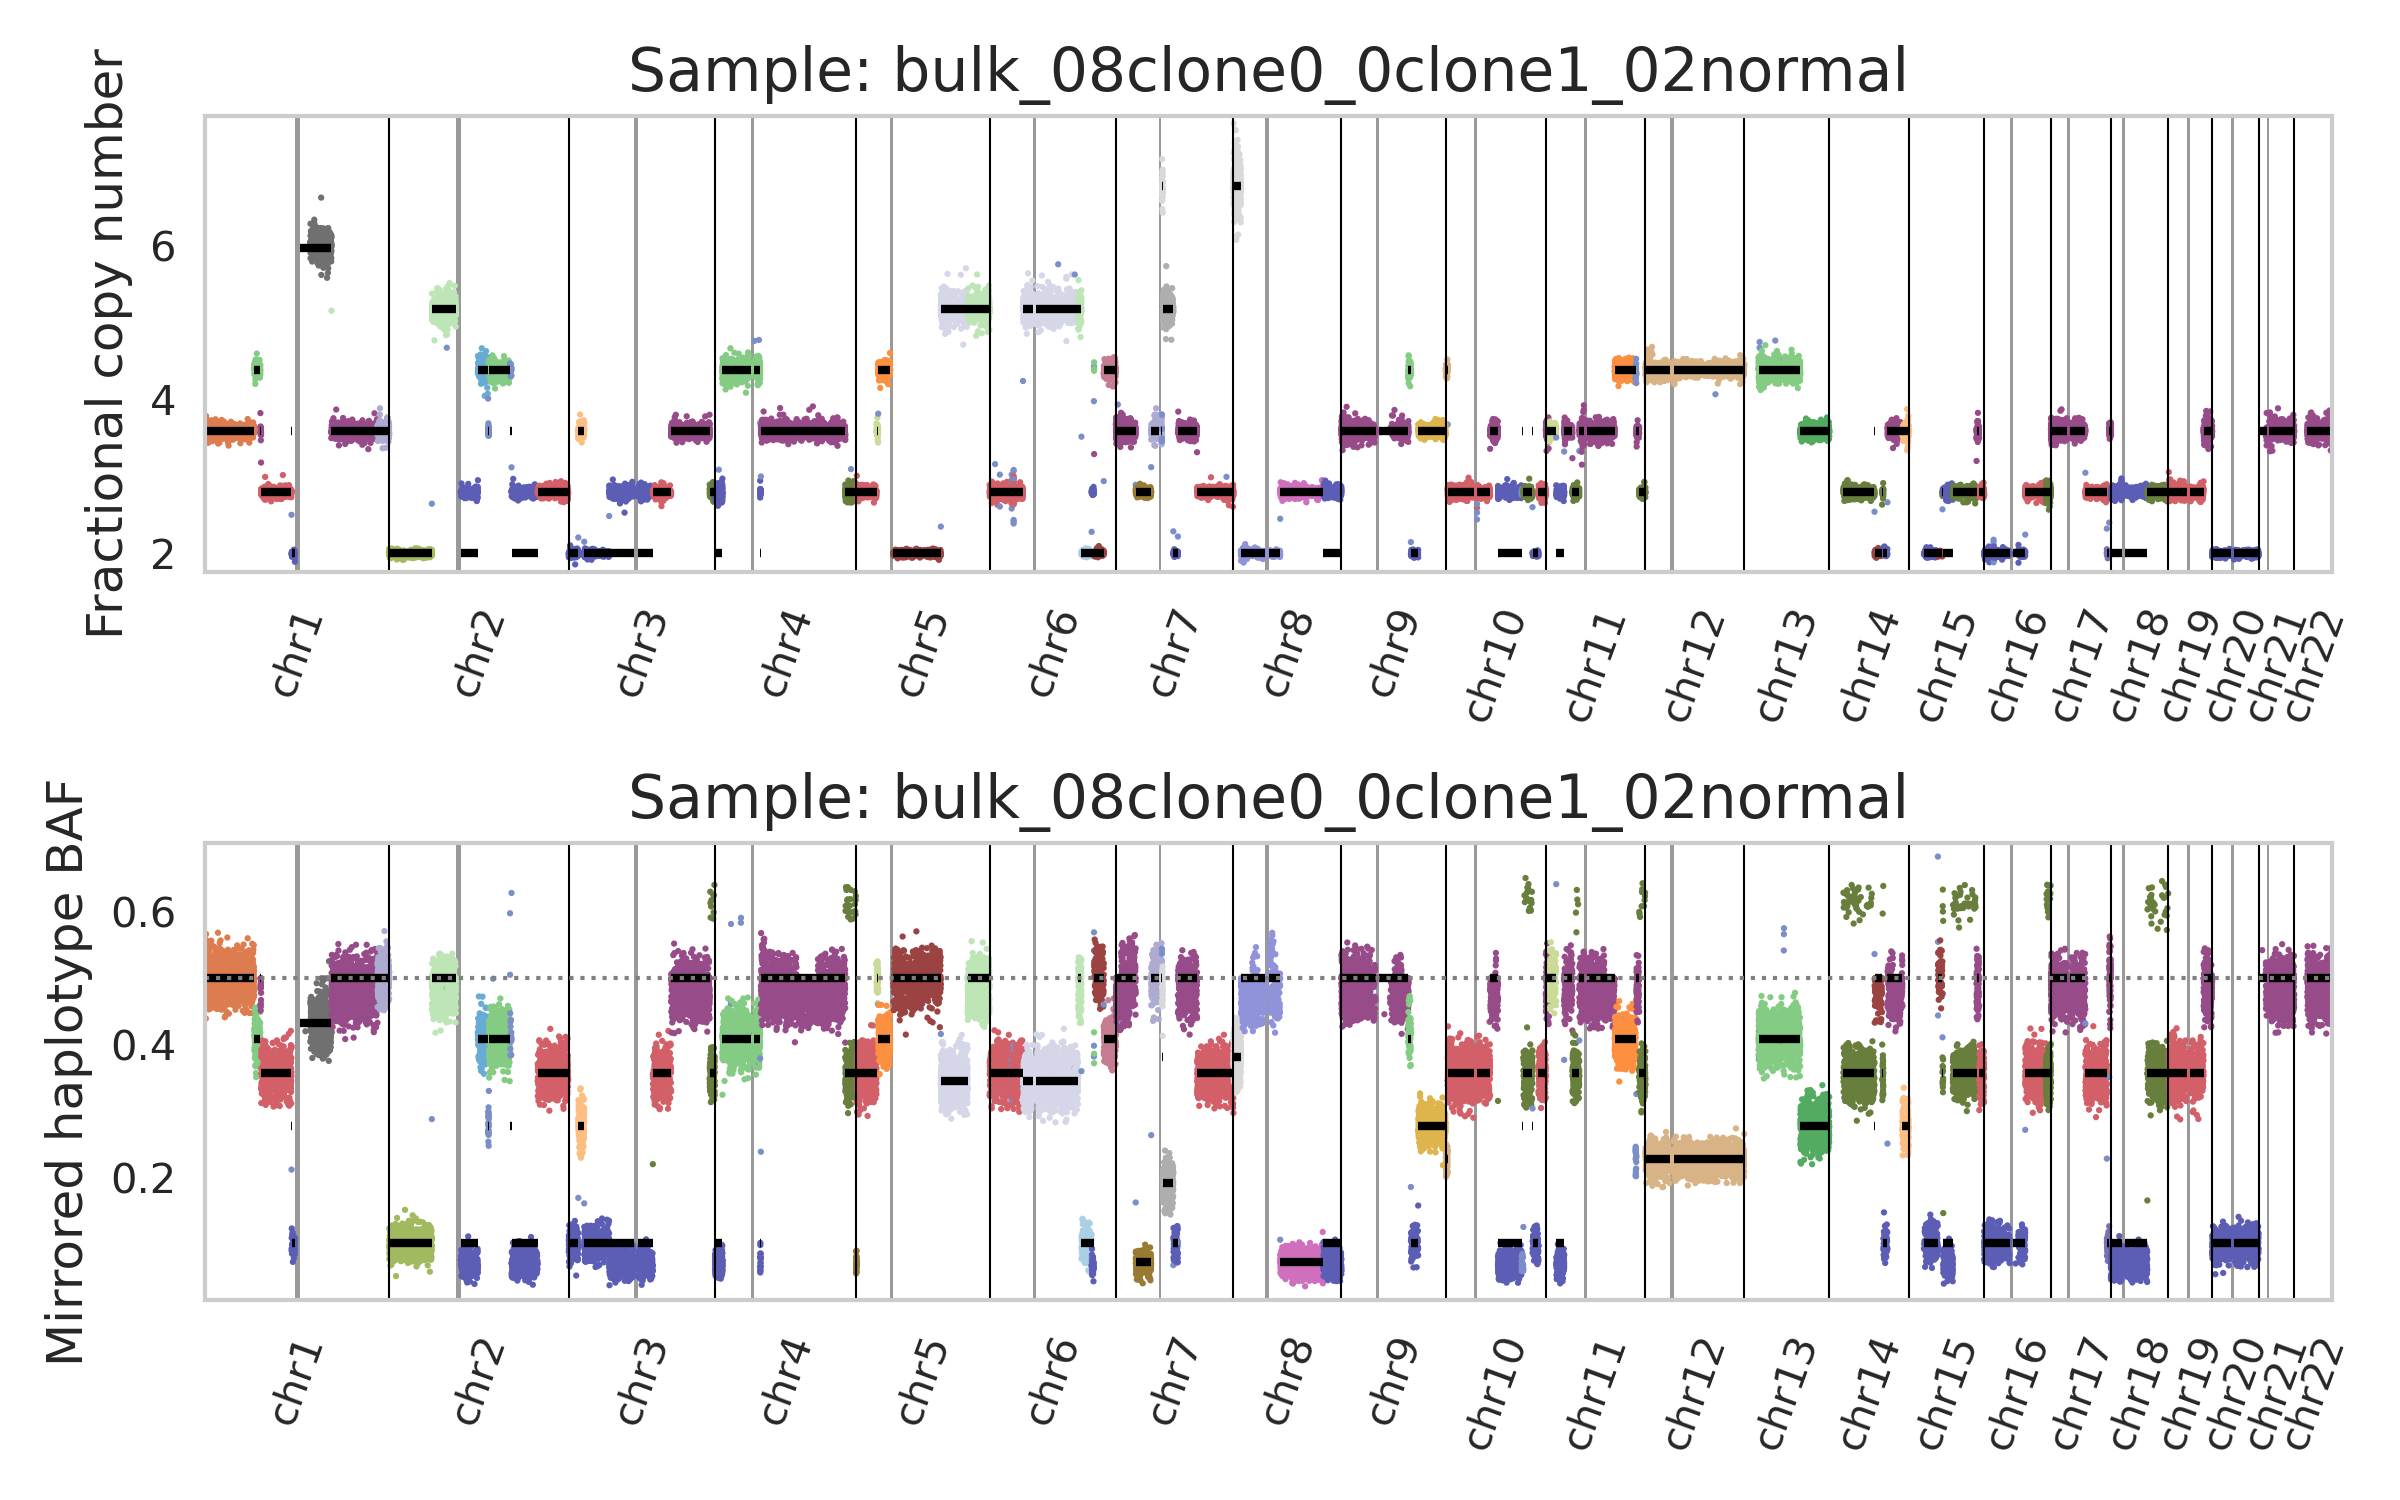 Sample: bulk_08clone0_0clone1_02normal
Fractional copy number
6
4
2
chr1 chr2 chr3 chr4 chr5 chr6 chr7 chr8 chr9 chr10 chr11 chr12 chr13 chr14 chr15 chr16 chr17 chr18 chr19 chr20 chr21 chr22
Sample: bulk_08clone0_0clone1_02normal
Mirrored haplotype BAF
0.6
0.4
0.2
chr1 chr2 chr3 chr4 chr5 chr6 chr7 chr8 chr9 chr10 chr11 chr12 chr13 chr14 chr15 chr16 chr17 chr18 chr19 chr20 chr21 chr22